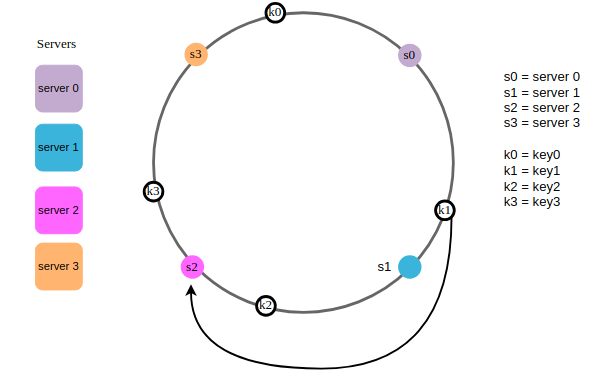 Servers
server 0
server 1
server 2
server 3
k0
s3
s0
k3
k1
s2
s1
k2
s0 = server 0
s1 = server 1
s2 = server 2
s3 = server 3
k0 = key0
k1 = key1
k2 = key2
k3 = key3